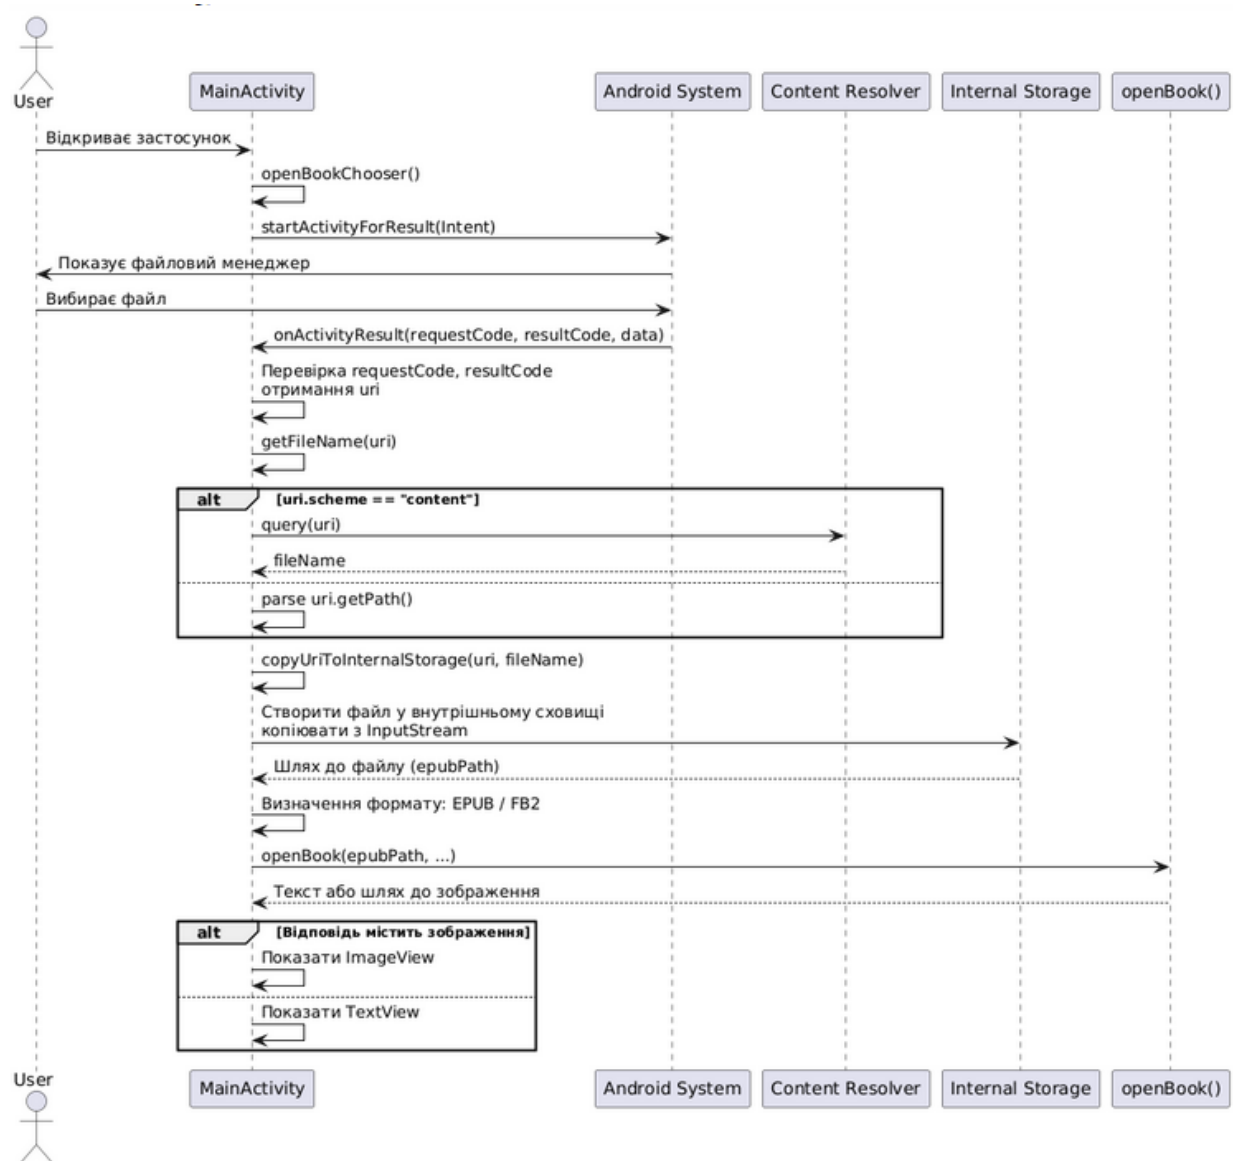 User
MainActivity
Android System
Content Resolver
Internal Storage
openBook()
Відкриває застосунок
openBookChooser()
startActivityForResult(Intent)
Показує файловий менеджер
Вибирає файл
onActivityResult(requestCode, resultCode, data)
Перевірка requestCode, resultCode
отримання uri
getFileName(uri)
alt [uri.scheme == "content"]
query(uri)
fileName
parse uri.getPath()
copyUriToInternalStorage(uri, fileName)
Створити файл у внутрішньому сховищі
копіювати з InputStream
Шлях до файлу (epubPath)
Визначення формату: EPUB / FB2
openBook(epubPath, ...)
Текст або шлях до зображення
alt [Відповідь містить зображення]
Показати ImageView
Показати TextView
User
MainActivity
Android System
Content Resolver
Internal Storage
openBook()